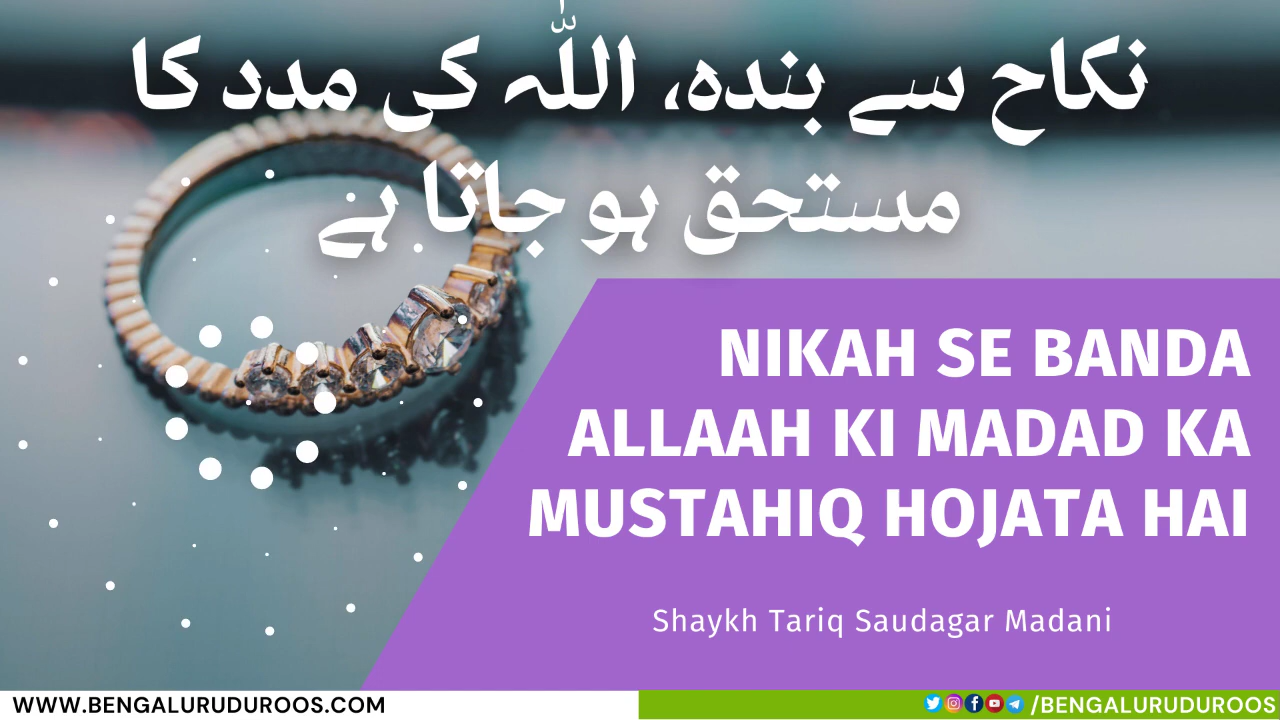 نکاح سے بندہ، اللّٰہ کی مدد کا
مستحق ہو جاتا ہے
NIKAH SE BANDA
ALLAAH KI MADAD KA
MUSTAHIQ HOJATA HAI
Shaykh Tariq Saudagar Madani
WWW.BENGALURUDUROOS.COM
/BENGALURUDUROOS